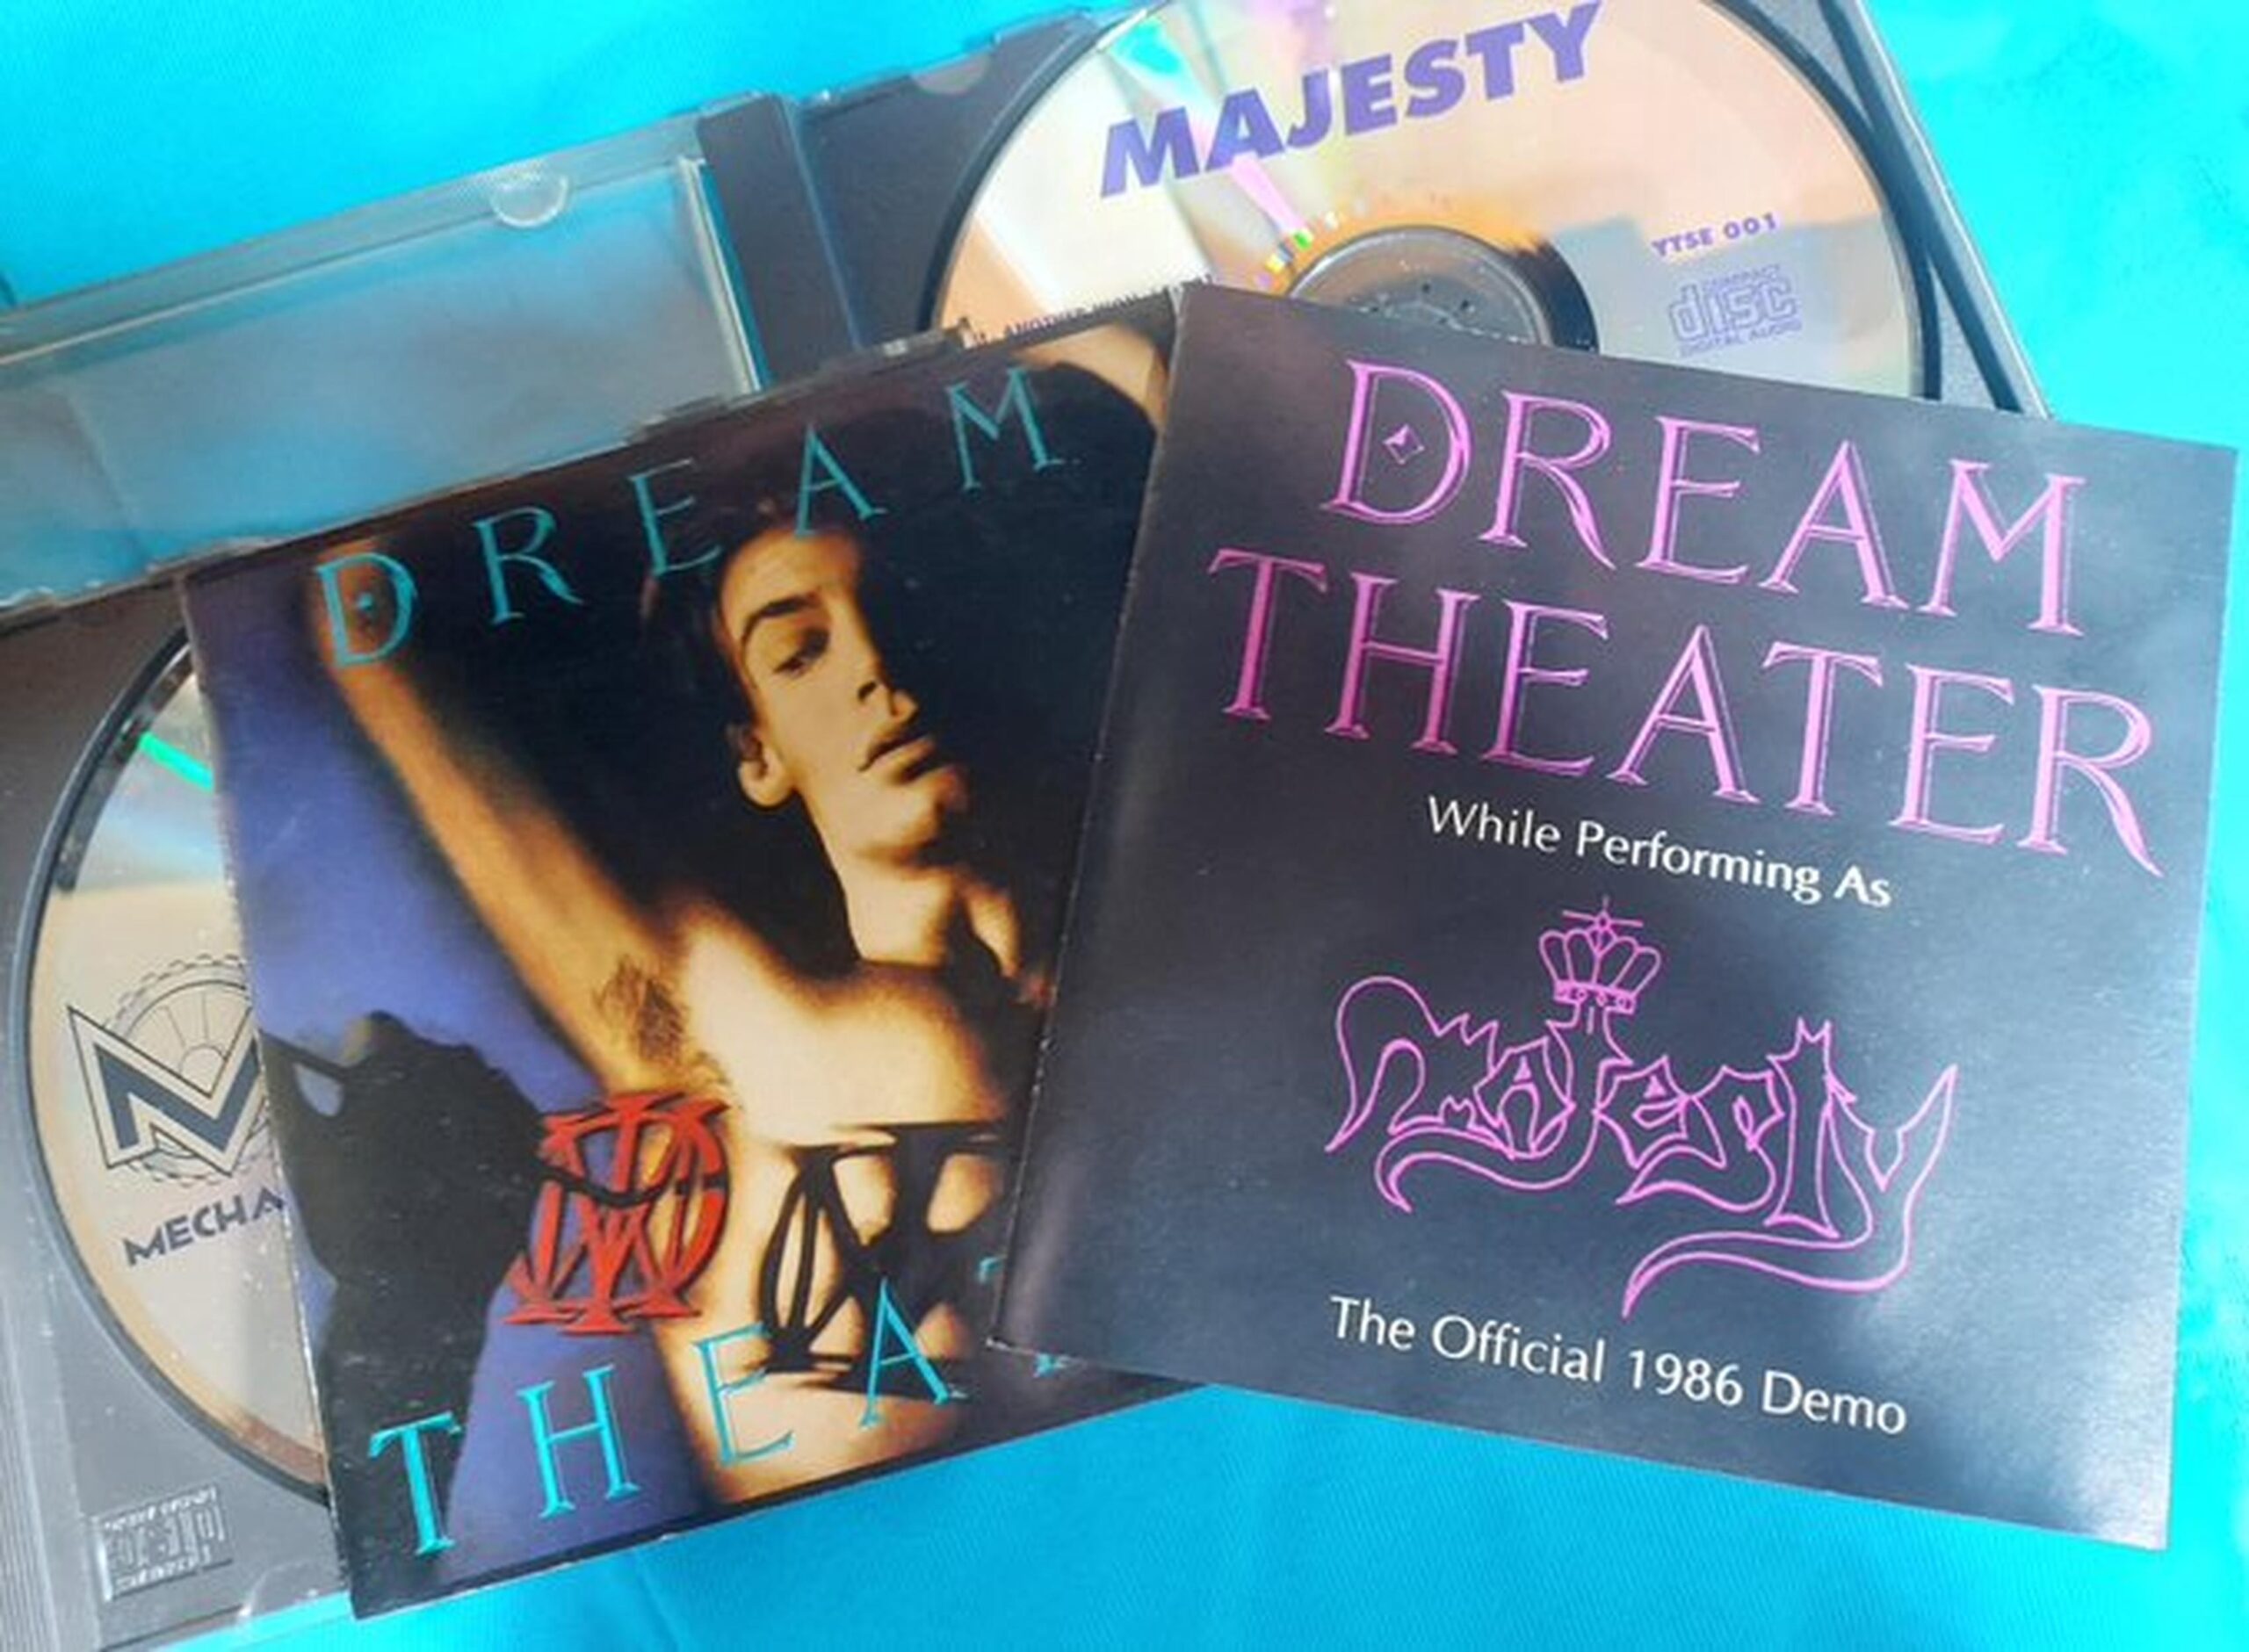 MAJESTY
YTSE 001
COMPACT
disc
DIGITAL AUDIO
DREAM
THEA
MECHA
DREAM
THEATER
While Performing As
Majesty
The Official 1986 Demo